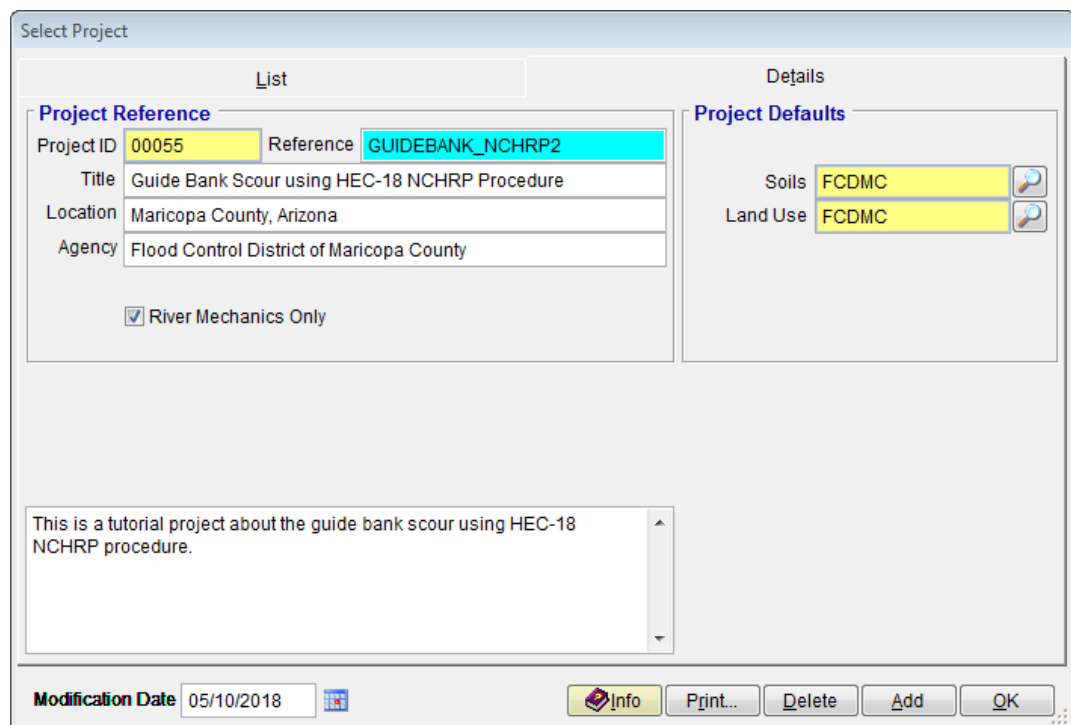 Select Project
List
Details
Project Reference
Project Defaults
Project ID 00055 Reference GUIDEBANK_NCHRP2
Title Guide Bank Scour using HEC-18 NCHRP Procedure
Location Maricopa County, Arizona
Agency Flood Control District of Maricopa County
River Mechanics Only
Soils FCDMC
Land Use FCDMC
This is a tutorial project about the guide bank scour using HEC-18
NCHRP procedure.
Modification Date 05/10/2018
Info
Print...
Delete
Add
OK